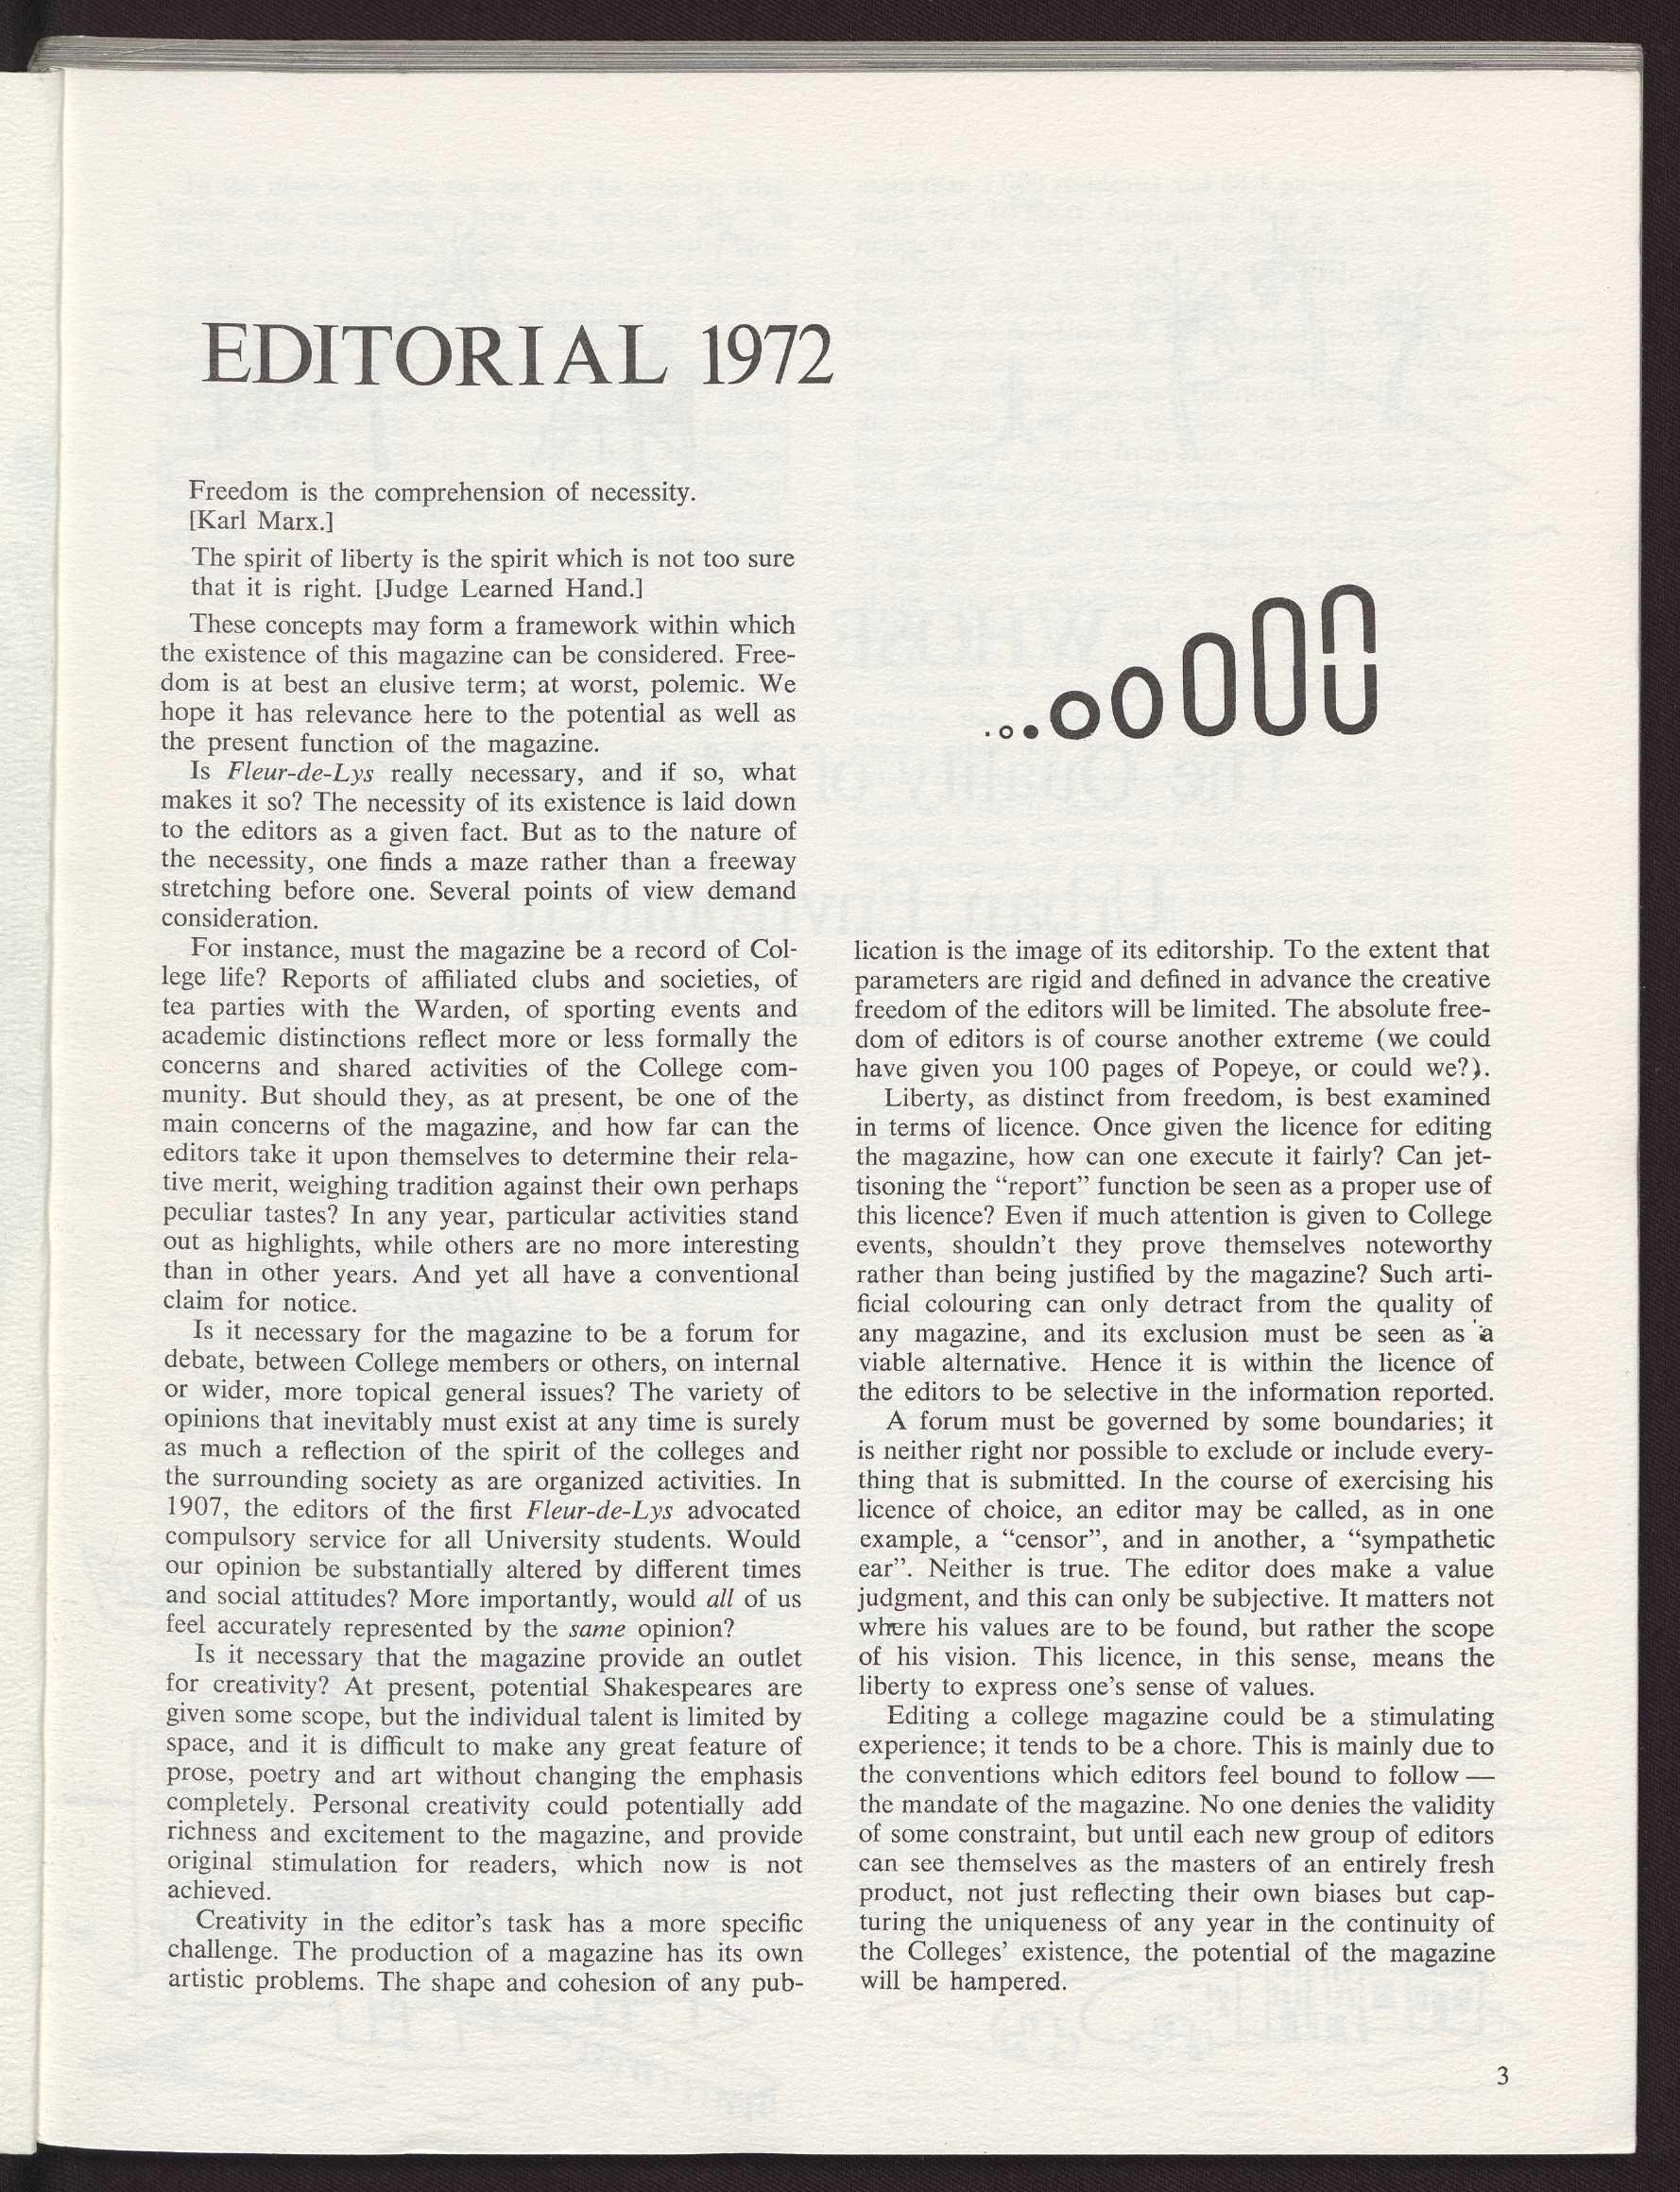 EDITORIAL 1972
Freedom is the comprehension of necessity.
[Karl Marx.]
The spirit of liberty is the spirit which is not too sure
that it is right. [Judge Learned Hand.]
These concepts may form a framework within which
the existence of this magazine can be considered. Free-
dom is at best an elusive term; at worst, polemic. We
hope it has relevance here to the potential as well as
the present function of the magazine.
Is Fleur-de-Lys really necessary, and if so, what
makes it so? The necessity of its existence is laid down
to the editors as a given fact. But as to the nature of
the necessity, one finds a maze rather than a freeway
stretching before one. Several points of view demand
consideration.
For instance, must the magazine be a record of Col-
lege life? Reports of affiliated clubs and societies, of
tea parties with the Warden, of sporting events and
academic distinctions reflect more or less formally the
concerns and shared activities of the College com-
munity. But should they, as at present, be one of the
main concerns of the magazine, and how far can the
editors take it upon themselves to determine their rela-
tive merit, weighing tradition against their own perhaps
peculiar tastes? In any year, particular activities stand
out as highlights, while others are no more interesting
than in other years. And yet all have a conventional
claim for notice.
Is it necessary for the magazine to be a forum for
debate, between College members or others, on internal
or wider, more topical general issues? The variety of
opinions that inevitably must exist at any time is surely
as much a reflection of the spirit of the colleges and
the surrounding society as are organized activities. In
1907, the editors of the first Fleur-de-Lys advocated
compulsory service for all University students. Would
our opinion be substantially altered by different times
and social attitudes? More importantly, would all of us
feel accurately represented by the same opinion?
Is it necessary that the magazine provide an outlet
for creativity? At present, potential Shakespeares are
given some scope, but the individual talent is limited by
space, and it is difficult to make any great feature of
prose, poetry and art without changing the emphasis
completely. Personal creativity could potentially add
richness and excitement to the magazine, and provide
original stimulation for readers, which now is not
achieved.
Creativity in the editor's task has a more specific
challenge. The production of a magazine has its own
artistic problems. The shape and cohesion of any pub-
lication is the image of its editorship. To the extent that
parameters are rigid and defined in advance the creative
freedom of the editors will be limited. The absolute free-
dom of editors is of course another extreme (we could
have given you 100 pages of Popeye, or could we?).
Liberty, as distinct from freedom, is best examined
in terms of licence. Once given the licence for editing
the magazine, how can one execute it fairly? Can jet-
tisoning the “report” function be seen as a proper use of
this licence? Even if much attention is given to College
events, shouldn't they prove themselves noteworthy
rather than being justified by the magazine? Such arti-
ficial colouring can only detract from the quality of
any magazine, and its exclusion must be seen as a
viable alternative. Hence it is within the licence of
the editors to be selective in the information reported.
A forum must be governed by some boundaries; it
is neither right nor possible to exclude or include every-
thing that is submitted. In the course of exercising his
licence of choice, an editor may be called, as in one
example, a “censor”, and in another, a “sympathetic
ear”. Neither is true. The editor does make a value
judgment, and this can only be subjective. It matters not
where his values are to be found, but rather the scope
of his vision. This licence, in this sense, means the
liberty to express one's sense of values.
Editing a college magazine could be a stimulating
experience; it tends to be a chore. This is mainly due to
the conventions which editors feel bound to follow —
the mandate of the magazine. No one denies the validity
of some constraint, but until each new group of editors
can see themselves as the masters of an entirely fresh
product, not just reflecting their own biases but cap-
turing the uniqueness of any year in the continuity of
the Colleges' existence, the potential of the magazine
will be hampered.
3